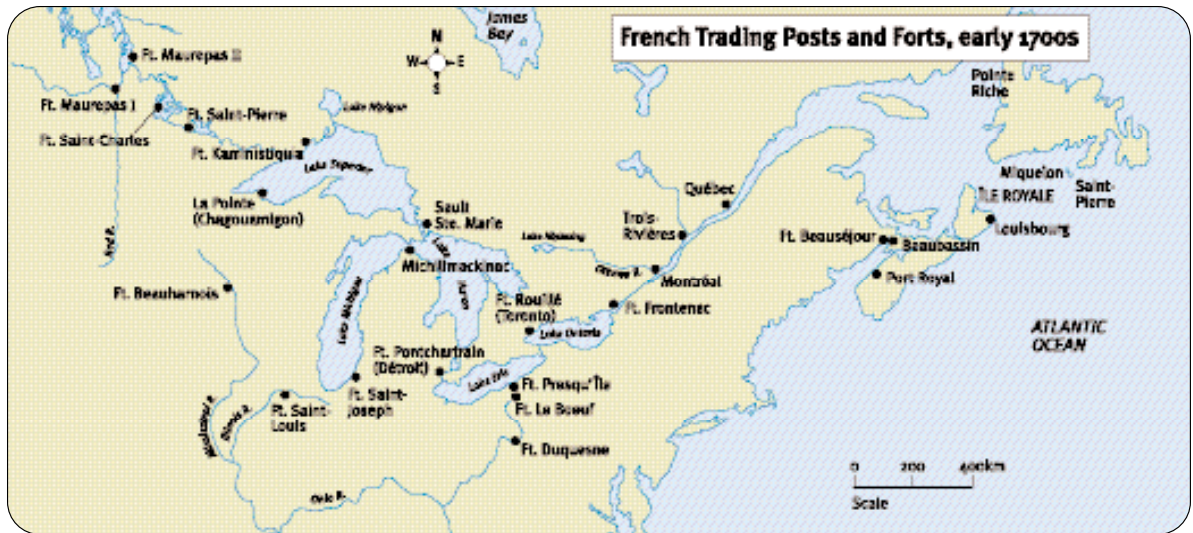 French Trading Posts and Forts, early 1700s
James
Bay
N
W
E
S
Ft. Maurepas II
Ft. Maurepas I
Ft. Saint-Charles
Ft. Saint-Pierre
Lake Nipigon
Ft. Kaministiquia
Lake Superior
La Pointe
(Chagouamigon)
Sault
Ste. Marie
Red R.
Michilimackinac
Lake
Huron
Lake Michigan
Ft. Beauharnois
Ft. Rouillé
(Toronto)
Lake Ontario
Ft. Pontchartrain
(Détroit)
Lake Erie
Ft. Presqu'Île
Ft. Le Boeuf
Ft. Duquesne
Ft. Saint-
Joseph
Ft. Saint-
Louis
Mississippi R.
Illinois R.
Ohio R.
Québec
Trois-
Rivières
Lake Nipissing
Ottawa R.
Montréal
Ft. Frontenac
Pointe
Riche
Miquelon
Saint-
Pierre
ÎLE ROYALE
Louisbourg
Ft. Beauséjour
Beaubassin
Port Royal
ATLANTIC
OCEAN
0 200 400km
Scale